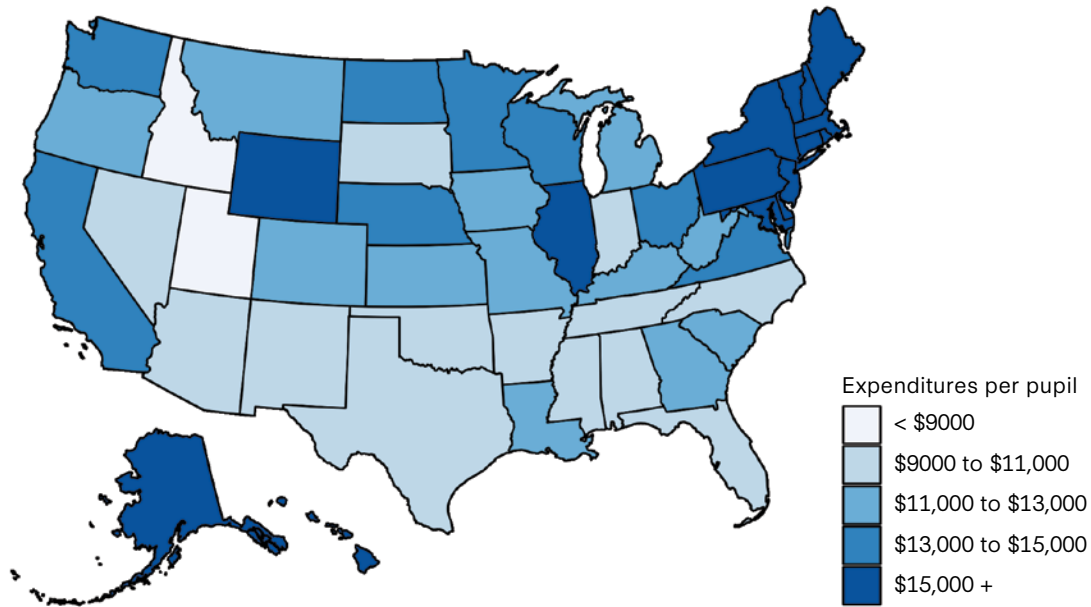 Expenditures per pupil
< $9000
$9000 to $11,000
$11,000 to $13,000
$13,000 to $15,000
$15,000 +